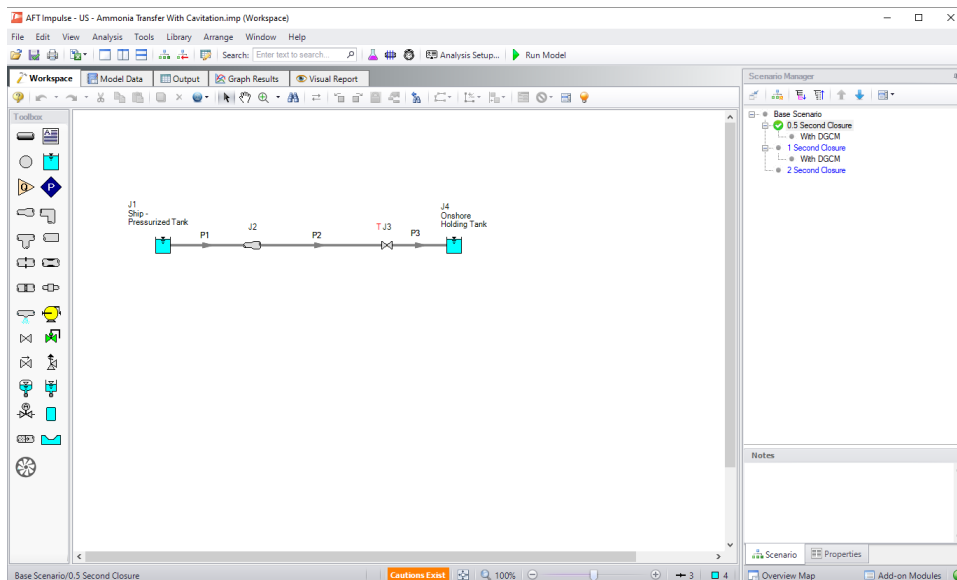 AFT Impulse - US - Ammonia Transfer With Cavitation.imp (Workspace)
File Edit View Analysis Tools Library Arrange Window Help
Search: Enter text to search... Analysis Setup... Run Model
Workspace Model Data Output Graph Results Visual Report
Scenario Manager
Toolbox
Base Scenario
0.5 Second Closure
With DGCM
1 Second Closure
With DGCM
2 Second Closure
J1
Ship -
Pressurized Tank
P1
J2
P2
T J3
P3
J4
Onshore
Holding Tank
Q
P
Notes
Scenario Properties
Base Scenario/0.5 Second Closure Cautions Exist 100% 3 4 Overview Map Add-on Modules